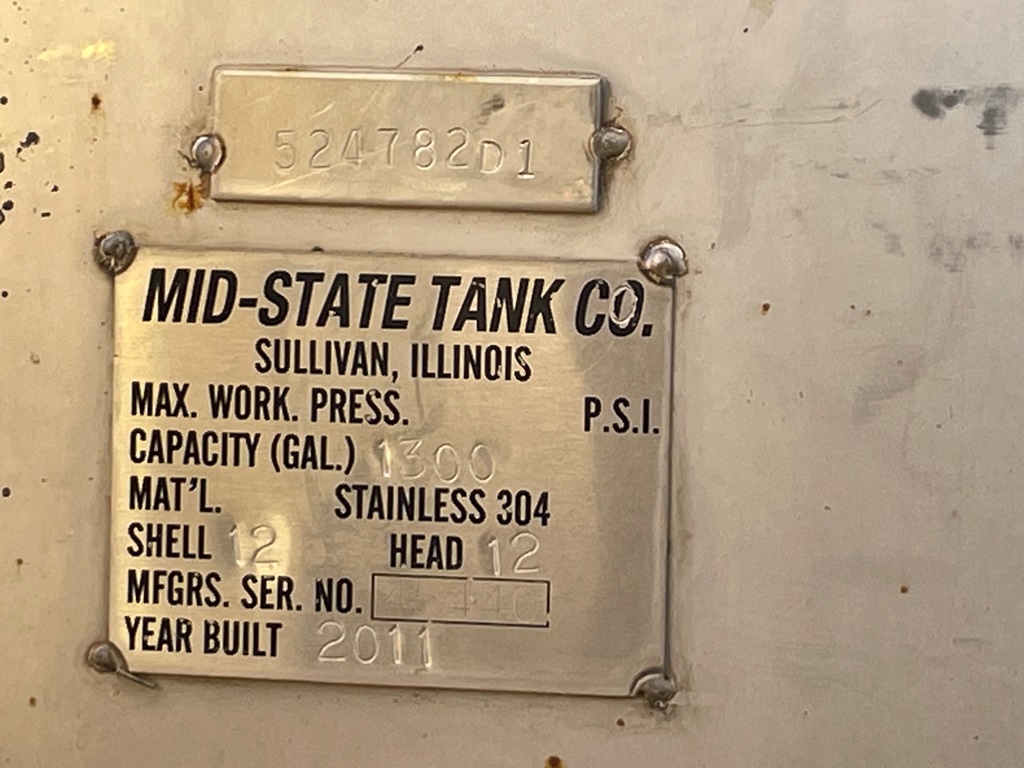 524782D1
MID-STATE TANK CO.
SULLIVAN, ILLINOIS
MAX. WORK. PRESS. P.S.I.
CAPACITY (GAL.) 1300
MAT'L. STAINLESS 304
SHELL 12 HEAD 12
MFGRS. SER. NO.
YEAR BUILT 2011